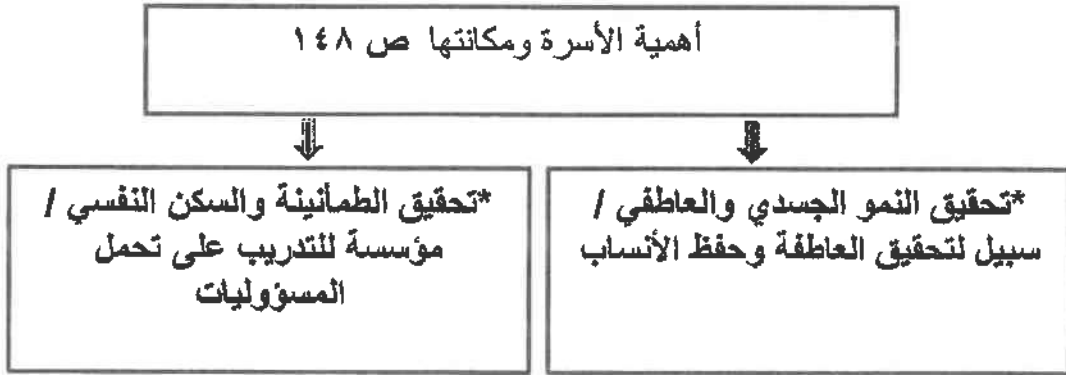 أهمية الأسرة ومكانتها ص ١٤٨
*تحقيق النمو الجسدي والعاطفي /
سبيل لتحقيق العاطفة وحفظ الأنساب
*تحقيق الطمأنينة والسكن النفسي /
مؤسسة للتدريب على تحمل
المسؤوليات